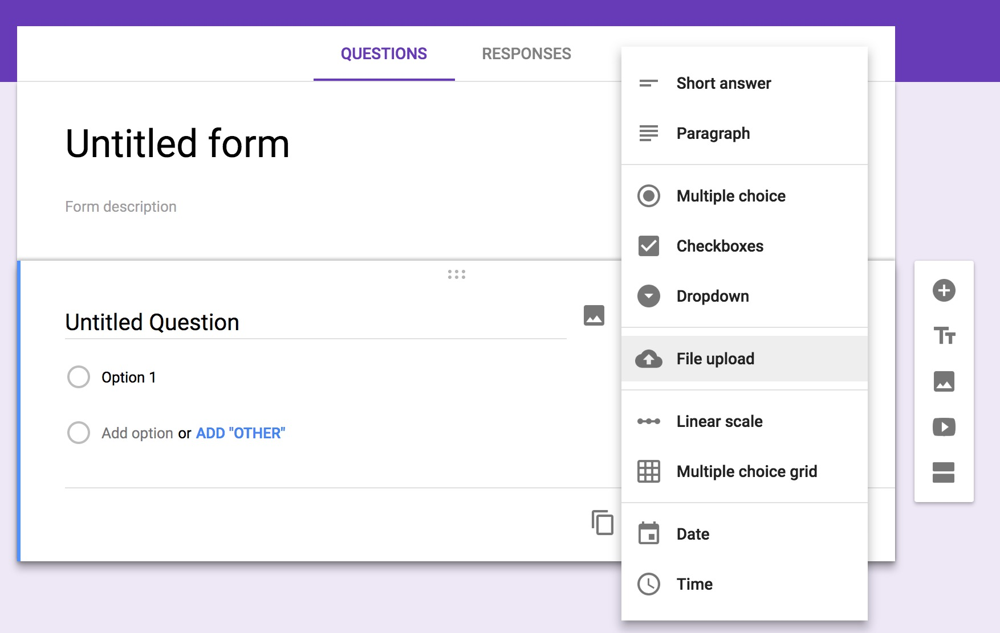 QUESTIONS
RESPONSES
Untitled form
Form description
Untitled Question
Option 1
Add option or ADD "OTHER"
Short answer
Paragraph
Multiple choice
Checkboxes
Dropdown
File upload
Linear scale
Multiple choice grid
Date
Time
Tт